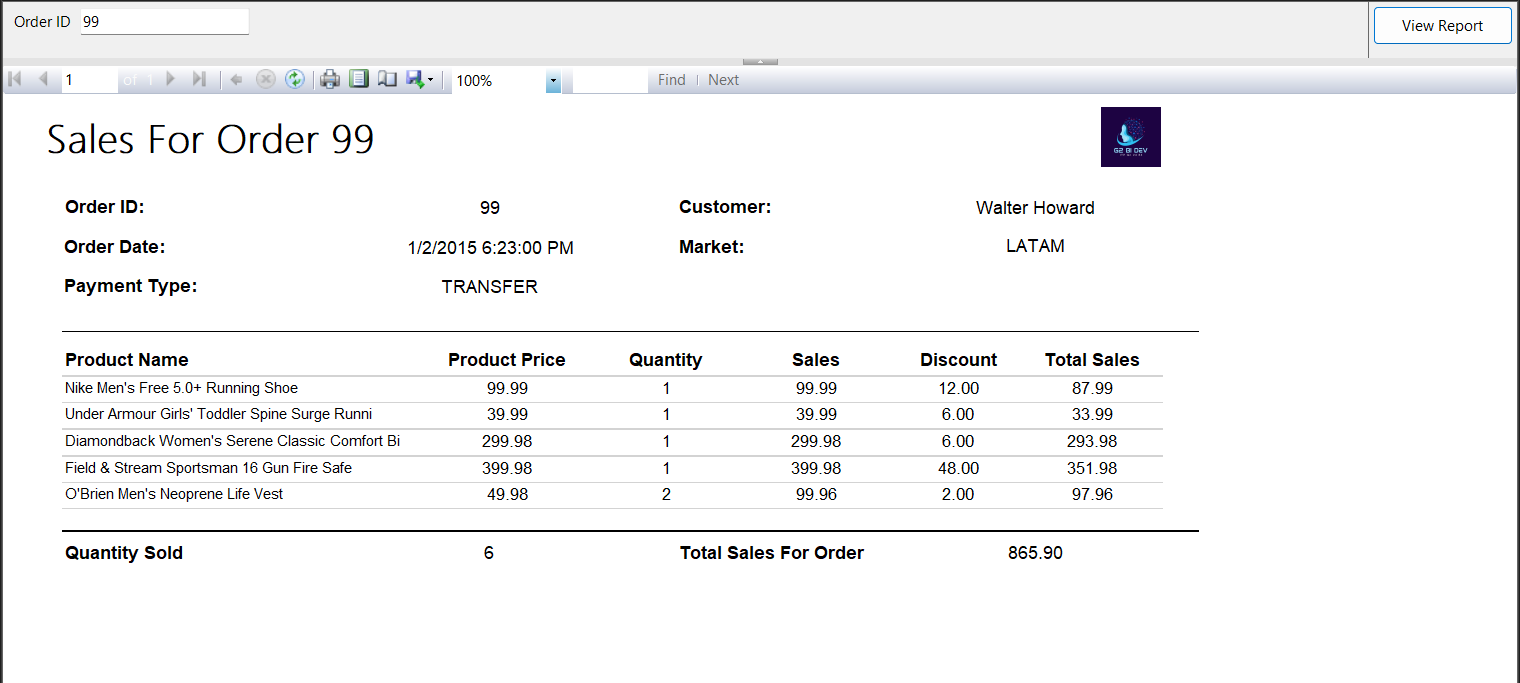 Order ID 99 View Report
1 of 1 100% Find Next
Sales For Order 99
G2 BI DEV
Order ID: 99 Customer: Walter Howard
Order Date: 1/2/2015 6:23:00 PM Market: LATAM
Payment Type: TRANSFER
Product Name Product Price Quantity Sales Discount Total Sales
Nike Men's Free 5.0+ Running Shoe 99.99 1 99.99 12.00 87.99
Under Armour Girls' Toddler Spine Surge Runni 39.99 1 39.99 6.00 33.99
Diamondback Women's Serene Classic Comfort Bi 299.98 1 299.98 6.00 293.98
Field & Stream Sportsman 16 Gun Fire Safe 399.98 1 399.98 48.00 351.98
O'Brien Men's Neoprene Life Vest 49.98 2 99.96 2.00 97.96
Quantity Sold 6 Total Sales For Order 865.90